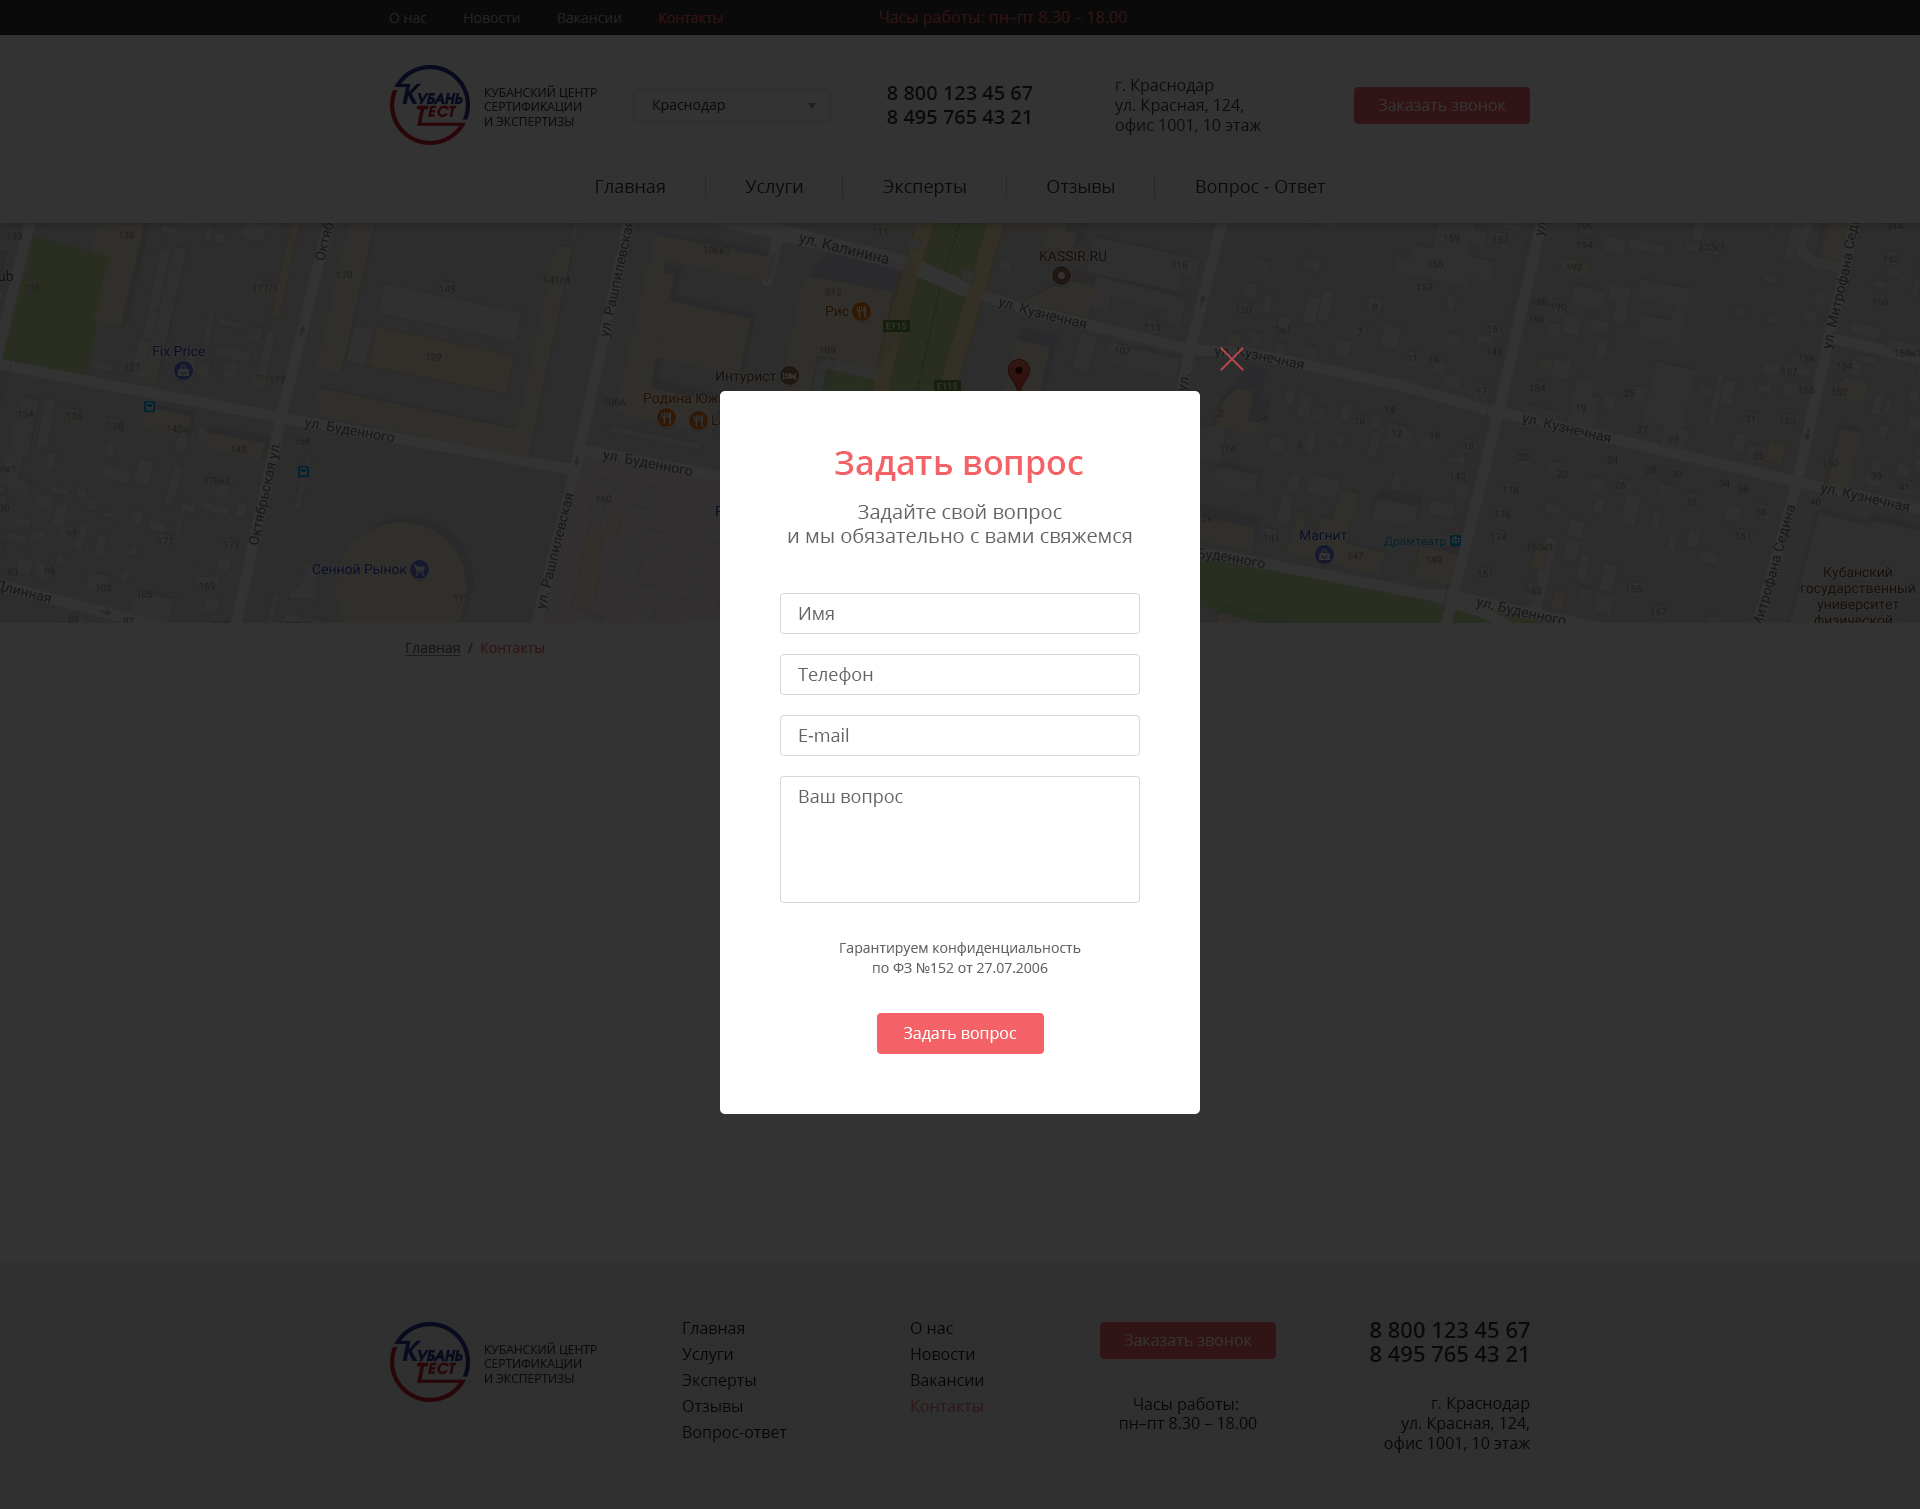 О нас Новости Вакансии Контакты Часы работы: пн–пт 8.30 – 18.00
КУБАНЬ ТЕСТ
КУБАНСКИЙ ЦЕНТР
СЕРТИФИКАЦИИ
И ЭКСПЕРТИЗЫ
Краснодар
8 800 123 45 67
8 495 765 43 21
г. Краснодар
ул. Красная, 124,
офис 1001, 10 этаж
Заказать звонок
Главная Услуги Эксперты Отзывы Вопрос - Ответ
ул. Калинина
KASSIR.RU
ул. Рашпилевская
ул. Митрофана Седина
Рис
E115
ул. Кузнечная
Fix Price
ул. Кузнечная
Интурист
E115
Родина
ул. Буденного
ул. Кузнечная
ул. Буденного
Октябрьская ул.
ул. Рашпилевская
ул. Кузнечная
Магнит
Драмтеатр
Буденного
Сенной Рынок
Длинная
ул. Буденного
Митрофана Седина
Кубанский
государственный
университет
физической
Главная / Контакты
Задать вопрос
Задайте свой вопрос
и мы обязательно с вами свяжемся
Имя
Телефон
E-mail
Ваш вопрос
Гарантируем конфиденциальность
по ФЗ №152 от 27.07.2006
Задать вопрос
КУБАНЬ ТЕСТ
КУБАНСКИЙ ЦЕНТР
СЕРТИФИКАЦИИ
И ЭКСПЕРТИЗЫ
Главная
Услуги
Эксперты
Отзывы
Вопрос-ответ
О нас
Новости
Вакансии
Контакты
Заказать звонок
Часы работы:
пн–пт 8.30 – 18.00
8 800 123 45 67
8 495 765 43 21
г. Краснодар
ул. Красная, 124,
офис 1001, 10 этаж